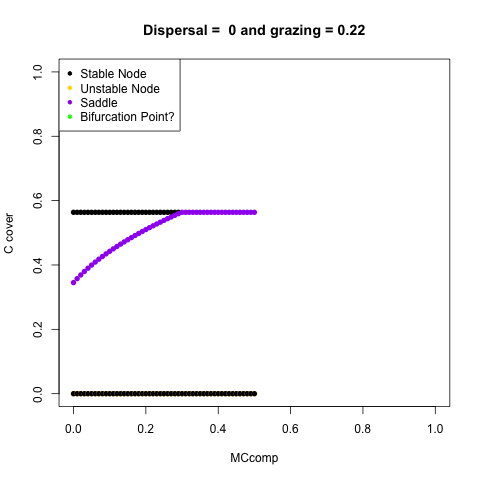 Dispersal =  0 and grazing = 0.22
Stable Node
Unstable Node
Saddle
Bifurcation Point?
C cover
1.0
0.8
0.6
0.4
0.2
0.0
0.0 0.2 0.4 0.6 0.8 1.0
MCcomp